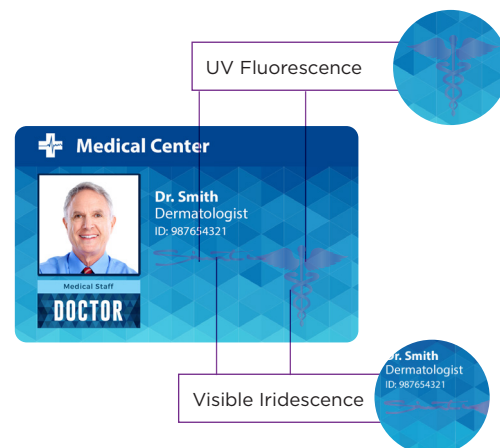 UV Fluorescence
Medical Center
Dr. Smith
Dermatologist
ID: 987654321
Medical Staff
DOCTOR
Visible Iridescence
Dr. Smith
Dermatologist
ID: 987654321